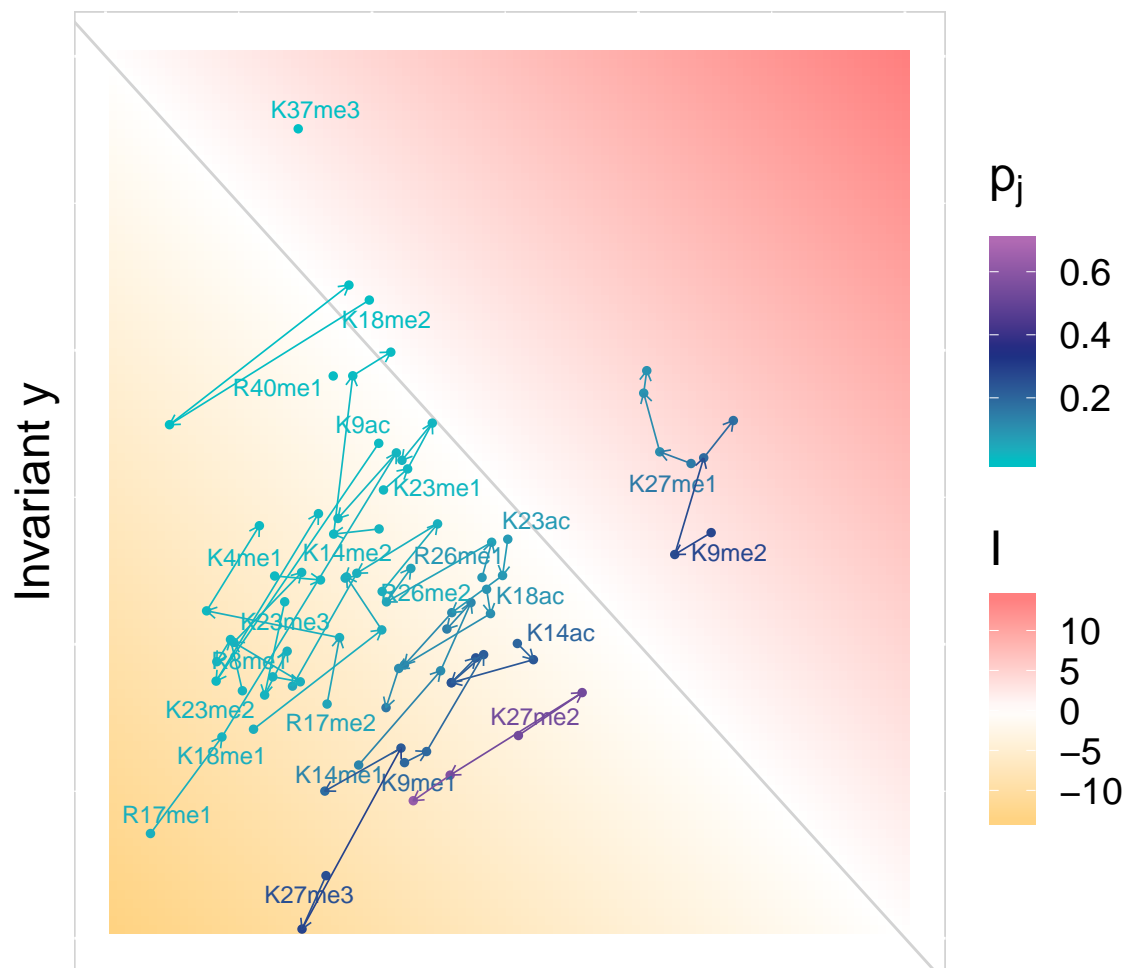 K37me3
K18me2
R40me1
K9ac
K23me1
K27me1
K9me2
K23ac
K4me1
K14me2
R26me1
R26me2
K18ac
K23me3
K14ac
R8me1
K23me2
R17me2
K27me2
K18me1
K14me1
K9me1
R17me1
K27me3
Invariant y
pj
0.6
0.4
0.2
I
10
5
0
−5
−10